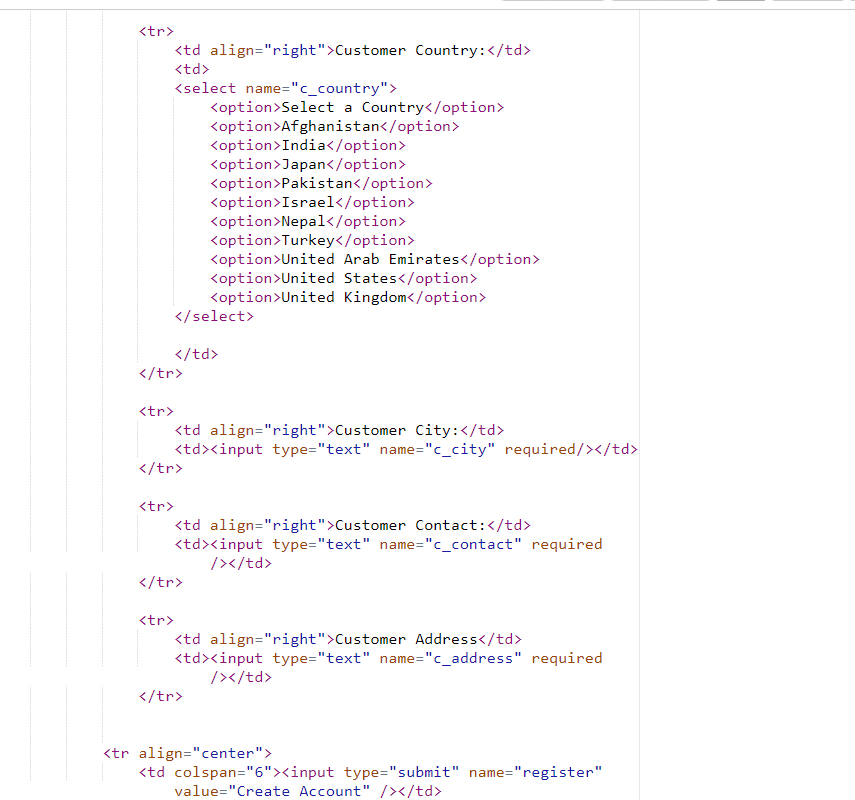 <tr>
<td align="right">Customer Country:</td>
<td>
<select name="c_country">
<option>Select a Country</option>
<option>Afghanistan</option>
<option>India</option>
<option>Japan</option>
<option>Pakistan</option>
<option>Israel</option>
<option>Nepal</option>
<option>Turkey</option>
<option>United Arab Emirates</option>
<option>United States</option>
<option>United Kingdom</option>
</select>
</td>
</tr>
<tr>
<td align="right">Customer City:</td>
<td><input type="text" name="c_city" required/></td>
</tr>
<tr>
<td align="right">Customer Contact:</td>
<td><input type="text" name="c_contact" required
/></td>
</tr>
<tr>
<td align="right">Customer Address</td>
<td><input type="text" name="c_address" required
/></td>
</tr>
<tr align="center">
<td colspan="6"><input type="submit" name="register"
value="Create Account" /></td>